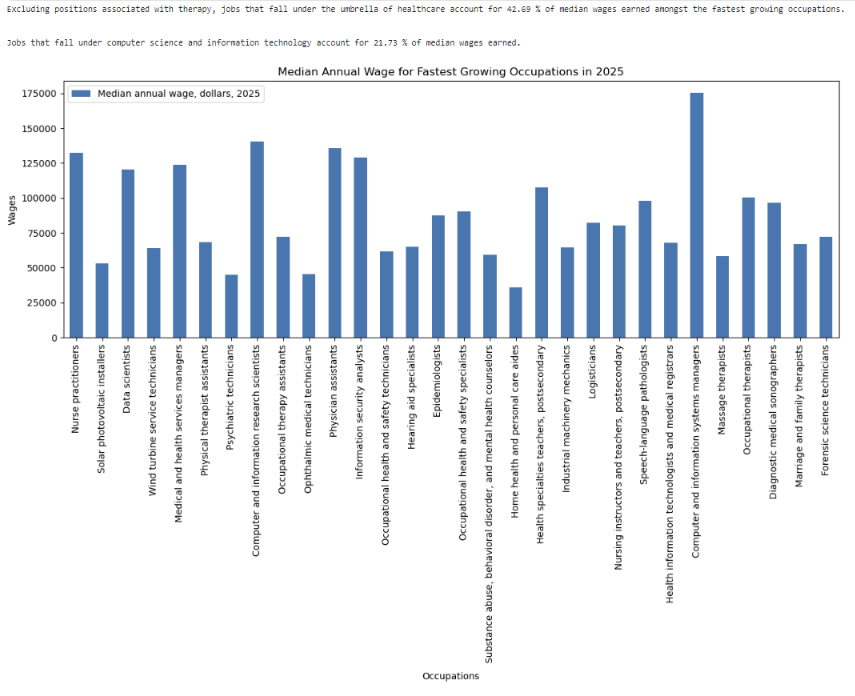 Excluding positions associated with therapy, jobs that fall under the umbrella of healthcare account for 42.69 % of median wages earned amongst the fastest growing occupations.
Jobs that fall under computer science and information technology account for 21.73 % of median wages earned.
Median Annual Wage for Fastest Growing Occupations in 2025
Median annual wage, dollars, 2025
175000
150000
125000
100000
75000
50000
25000
0
Wages
Nurse practitioners
Solar photovoltaic installers
Data scientists
Wind turbine service technicians
Medical and health services managers
Physical therapist assistants
Psychiatric technicians
Computer and information research scientists
Occupational therapy assistants
Ophthalmic medical technicians
Physician assistants
Information security analysts
Occupational health and safety technicians
Hearing aid specialists
Epidemiologists
Occupational health and safety specialists
Substance abuse, behavioral disorder, and mental health counselors
Home health and personal care aides
Health specialties teachers, postsecondary
Industrial machinery mechanics
Logisticians
Nursing instructors and teachers, postsecondary
Speech-language pathologists
Health information technologists and medical registrars
Computer and information systems managers
Massage therapists
Occupational therapists
Diagnostic medical sonographers
Marriage and family therapists
Forensic science technicians
Occupations